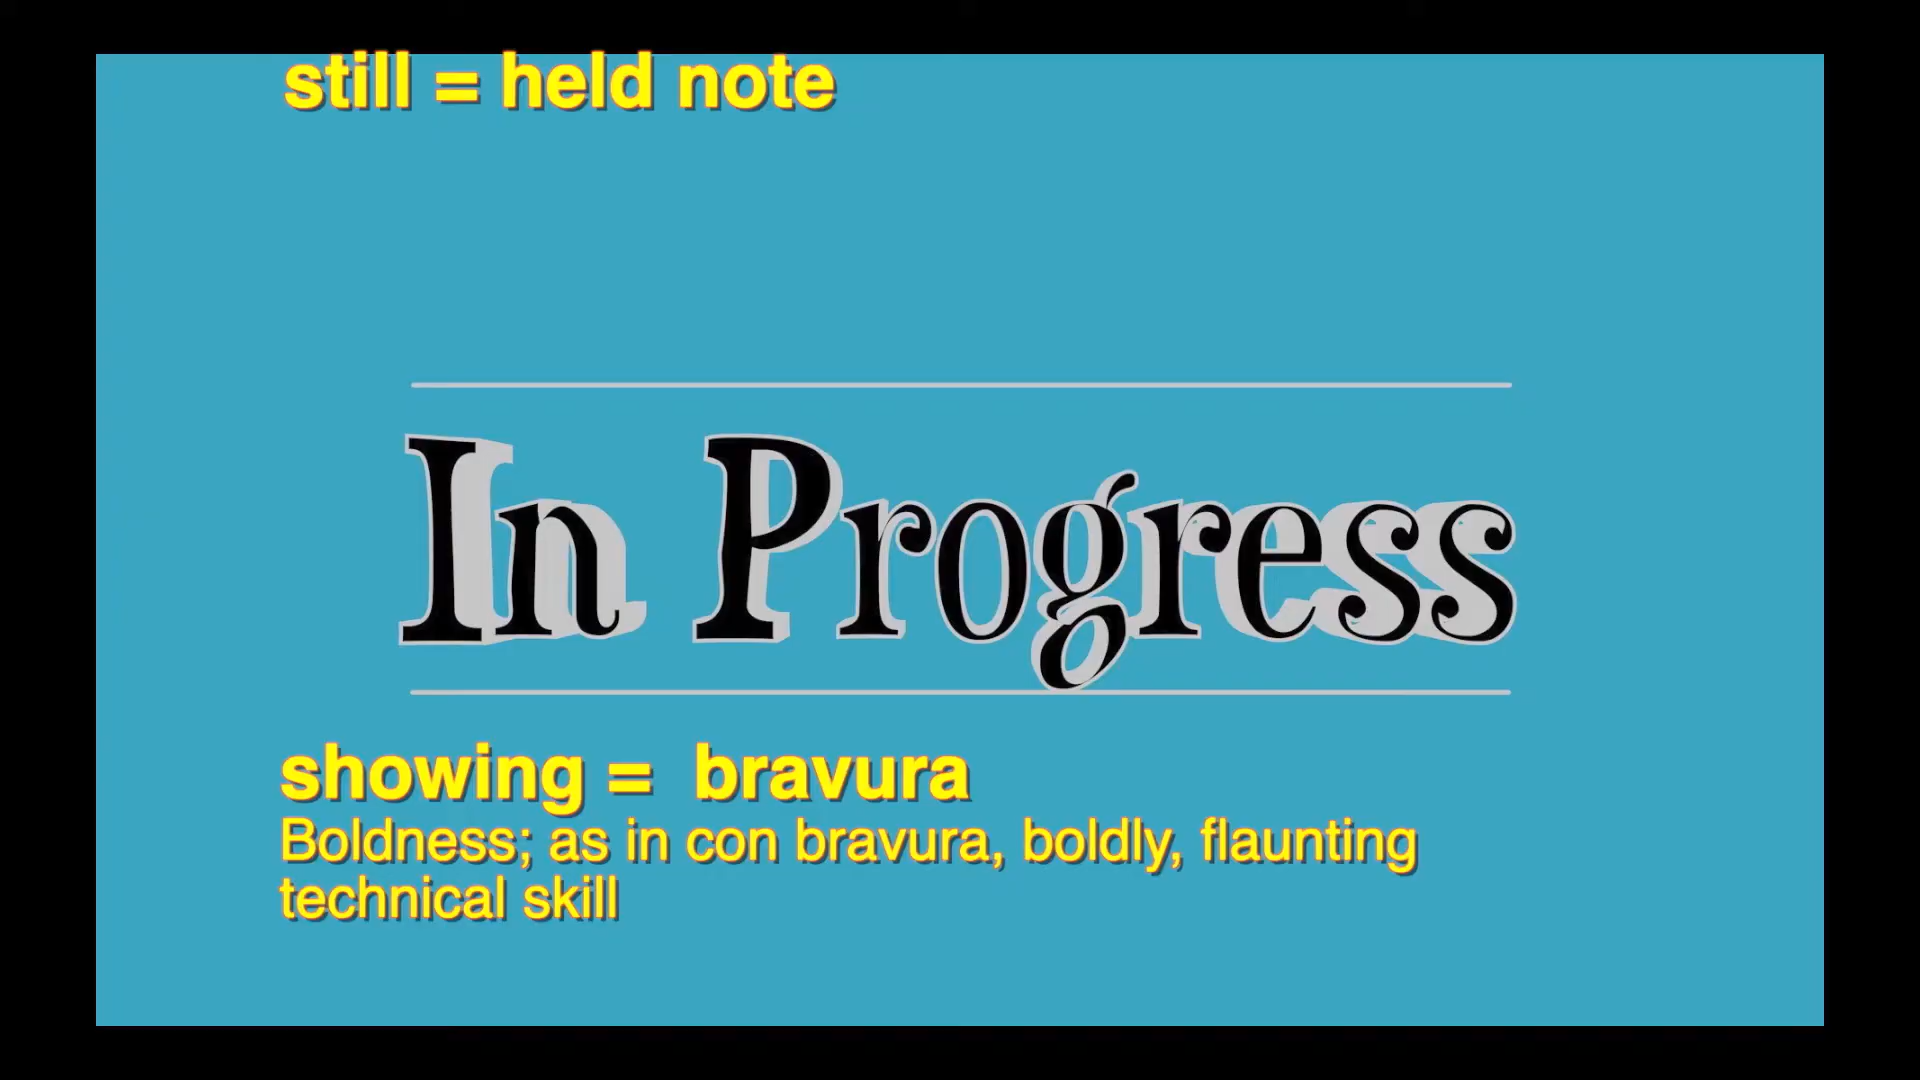 still = held note
In Progress
showing = bravura
Boldness; as in con bravura, boldly, flaunting
technical skill